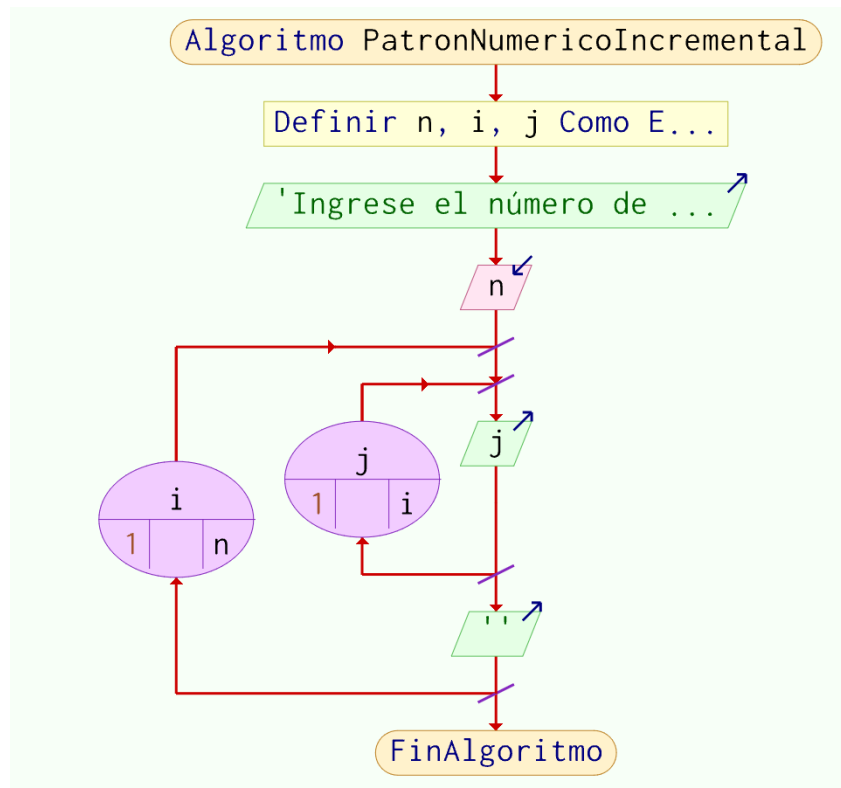 Algoritmo PatronNumericoIncremental
Definir n, i, j Como E...
'Ingrese el número de ...
n
j
j
1 i
i
1 n
''
FinAlgoritmo